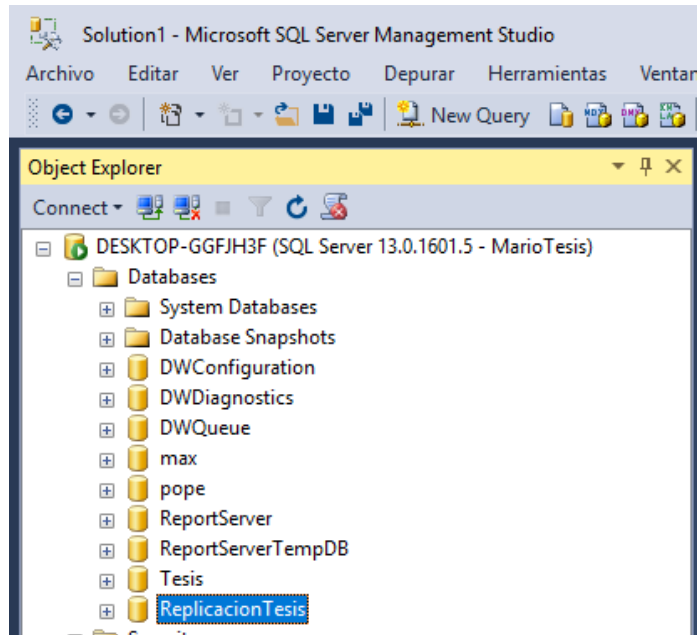 Solution1 - Microsoft SQL Server Management Studio
Archivo Editar Ver Proyecto Depurar Herramientas Ventan
New Query
Object Explorer
Connect
DESKTOP-GGFJH3F (SQL Server 13.0.1601.5 - MarioTesis)
Databases
System Databases
Database Snapshots
DWConfiguration
DWDiagnostics
DWQueue
max
pope
ReportServer
ReportServerTempDB
Tesis
ReplicacionTesis